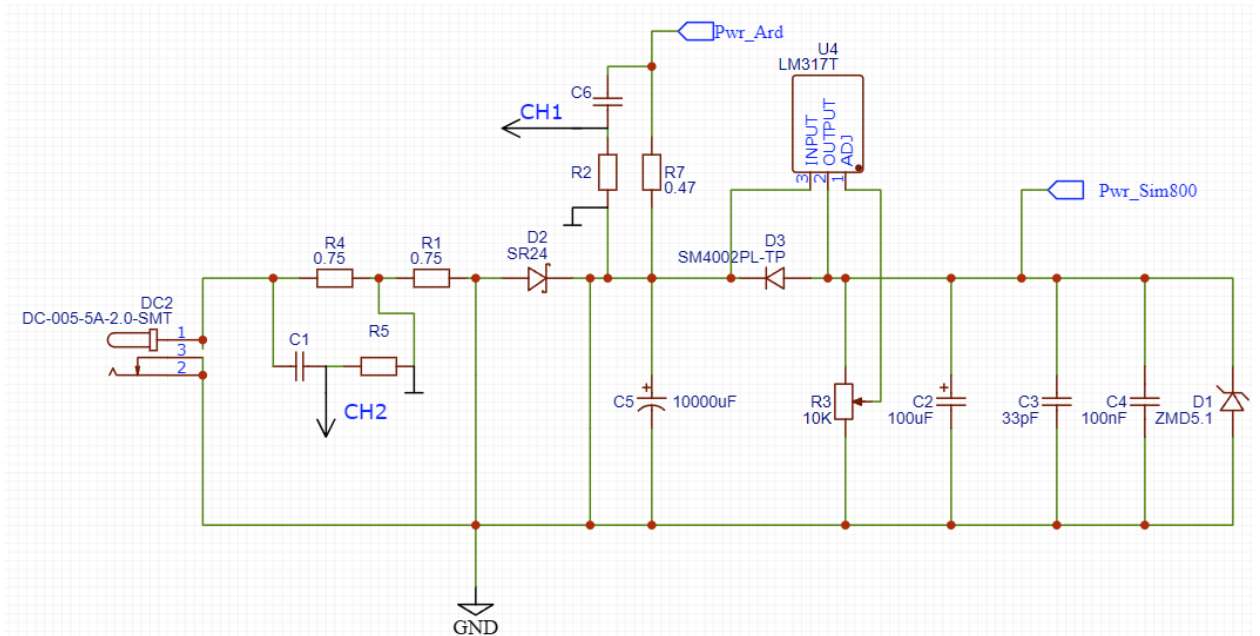 Pwr_Ard
U4
LM317T
C6
CH1
INPUT
OUTPUT
ADJ
R2
R7
0.47
3
2
1
Pwr_Sim800
R4
0.75
R1
0.75
D2
SR24
D3
SM4002PL-TP
DC2
DC-005-5A-2.0-SMT
1
3
2
C1
R5
CH2
C5
10000uF
R3
10K
C2
100uF
C3
33pF
C4
100nF
D1
ZMD5.1
GND